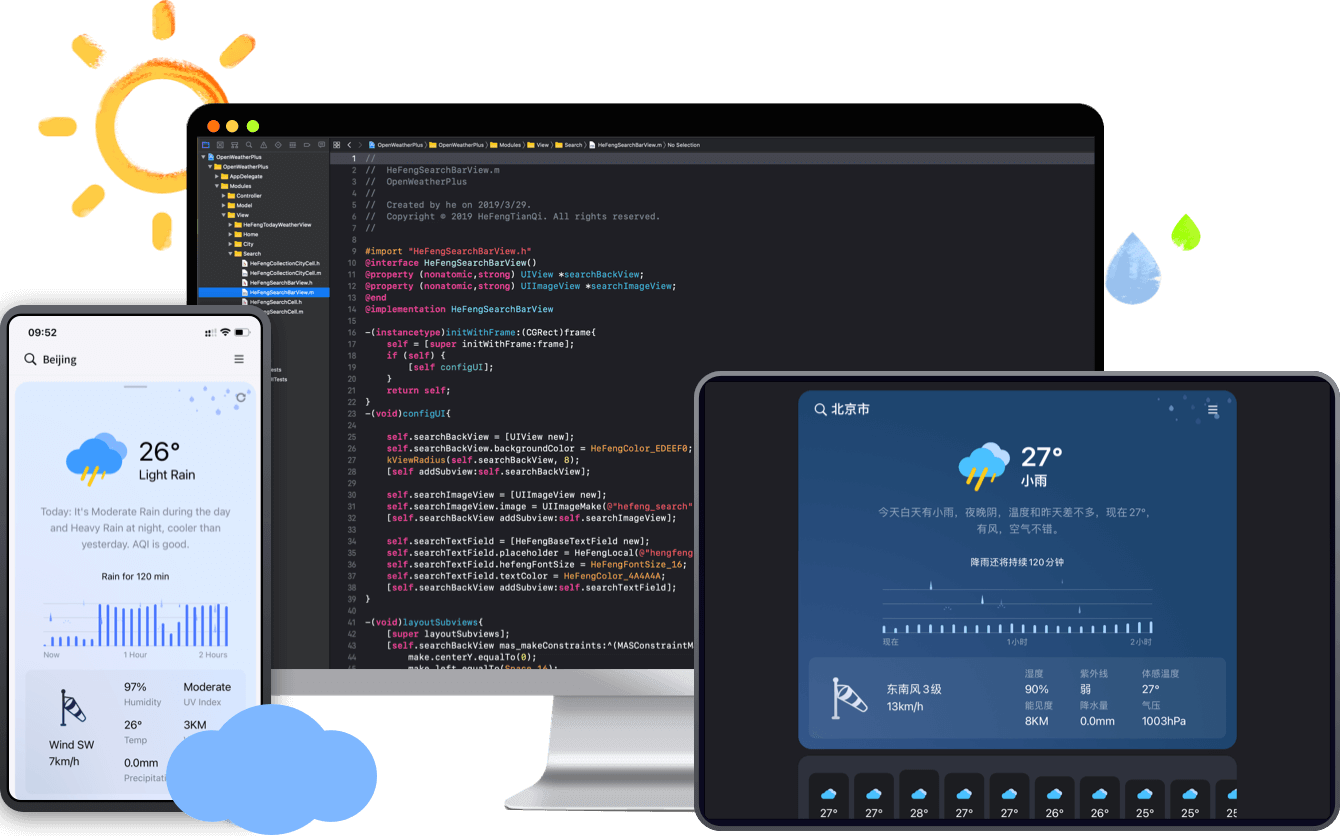 OpenWeatherPlus
OpenWeatherPlus
AppDelegate
Modules
Controller
Model
View
HeFengTodayWeatherView
Home
City
Search
HeFengCollectionCityCell.h
HeFengCollectionCityCell.m
HeFengSearchBarView.h
HeFengSearchBarView.m
HeFengSearchCell.h
engSearchCell.m
ests
ITests
OpenWeatherPlus OpenWeatherPlus Modules View Search HeFengSearchBarView.m No Selection
1 //
2 // HeFengSearchBarView.m
3 // OpenWeatherPlus
4 //
5 // Created by he on 2019/3/29.
6 // Copyright © 2019 HeFengTianQi. All rights reserved.
7 //
8
9 #import "HeFengSearchBarView.h"
10 @interface HeFengSearchBarView()
11 @property (nonatomic,strong) UIView *searchBackView;
12 @property (nonatomic,strong) UIImageView *searchImageView;
13 @end
14 @implementation HeFengSearchBarView
15
16 -(instancetype)initWithFrame:(CGRect)frame{
17 self = [super initWithFrame:frame];
18 if (self) {
19 [self configUI];
20 }
21 return self;
22 }
23 -(void)configUI{
24
25 self.searchBackView = [UIView new];
26 self.searchBackView.backgroundColor = HeFengColor_EDEEF0;
27 kViewRadius(self.searchBackView, 8);
28 [self addSubview:self.searchBackView];
29
30 self.searchImageView = [UIImageView new];
31 self.searchImageView.image = UIImageMake(@"hefeng_search"
32 [self.searchBackView addSubview:self.searchImageView];
33
34 self.searchTextField = [HeFengBaseTextField new];
35 self.searchTextField.placeholder = HeFengLocal(@"hengfeng
36 self.searchTextField.hefengFontSize = HeFengFontSize_16;
37 self.searchTextField.textColor = HeFengColor_4A4A4A;
38 [self.searchBackView addSubview:self.searchTextField];
39 }
40
41 -(void)layoutSubviews{
42 [super layoutSubviews];
43 [self.searchBackView mas_makeConstraints:^(MASConstraintM
44 make.centerY.equalTo(0);
45 make.left.equalTo(Space_16);
09:52
Beijing
26°
Light Rain
Today: It's Moderate Rain during the day
and Heavy Rain at night, cooler than
yesterday. AQI is good.
Rain for 120 min
Now 1 Hour 2 Hours
97% Moderate
Humidity UV Index
26° 3KM
Temp
Wind SW
7km/h
0.0mm
Precipitati
北京市
27°
小雨
今天白天有小雨，夜晚阴，温度和昨天差不多，现在27°，
有风，空气不错。
降雨还将持续120分钟
现在 1小时 2小时
东南风3级
13km/h
湿度 紫外线 体感温度
90% 弱 27°
能见度 降水量 气压
8KM 0.0mm 1003hPa
27° 27° 28° 27° 27° 26° 26° 25° 25° 25